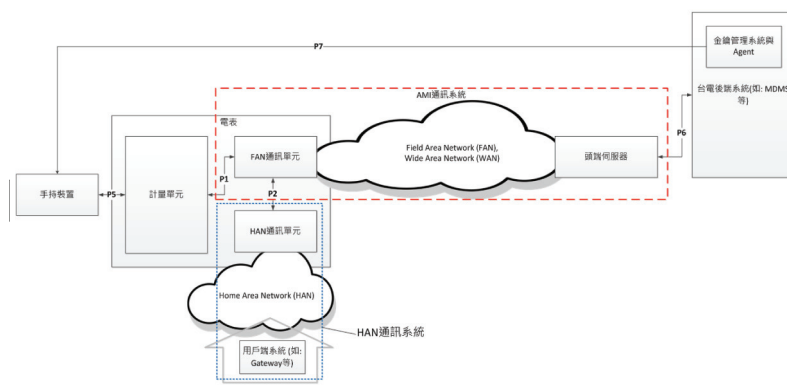 金鑰管理系統與
Agent
P7
台電後端系統(如: MDMS
等)
AMI通訊系統
電表
FAN通訊單元
Field Area Network (FAN),
Wide Area Network (WAN)
頭端伺服器
P6
P1
手持裝置
P5
計量單元
P2
HAN通訊單元
Home Area Network (HAN)
HAN通訊系統
用戶端系統 (如:
Gateway等)